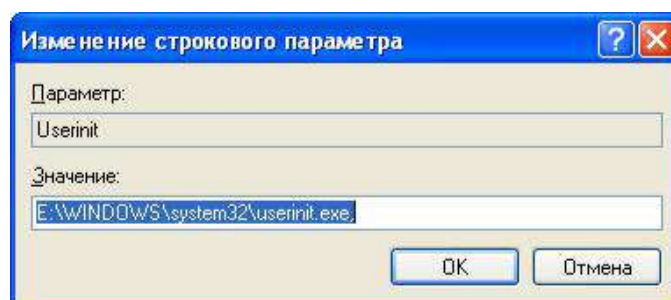 Изменение строкового параметра
Параметр:
Userinit
Значение:
E:\WINDOWS\system32\userinit.exe,
OK
Отмена